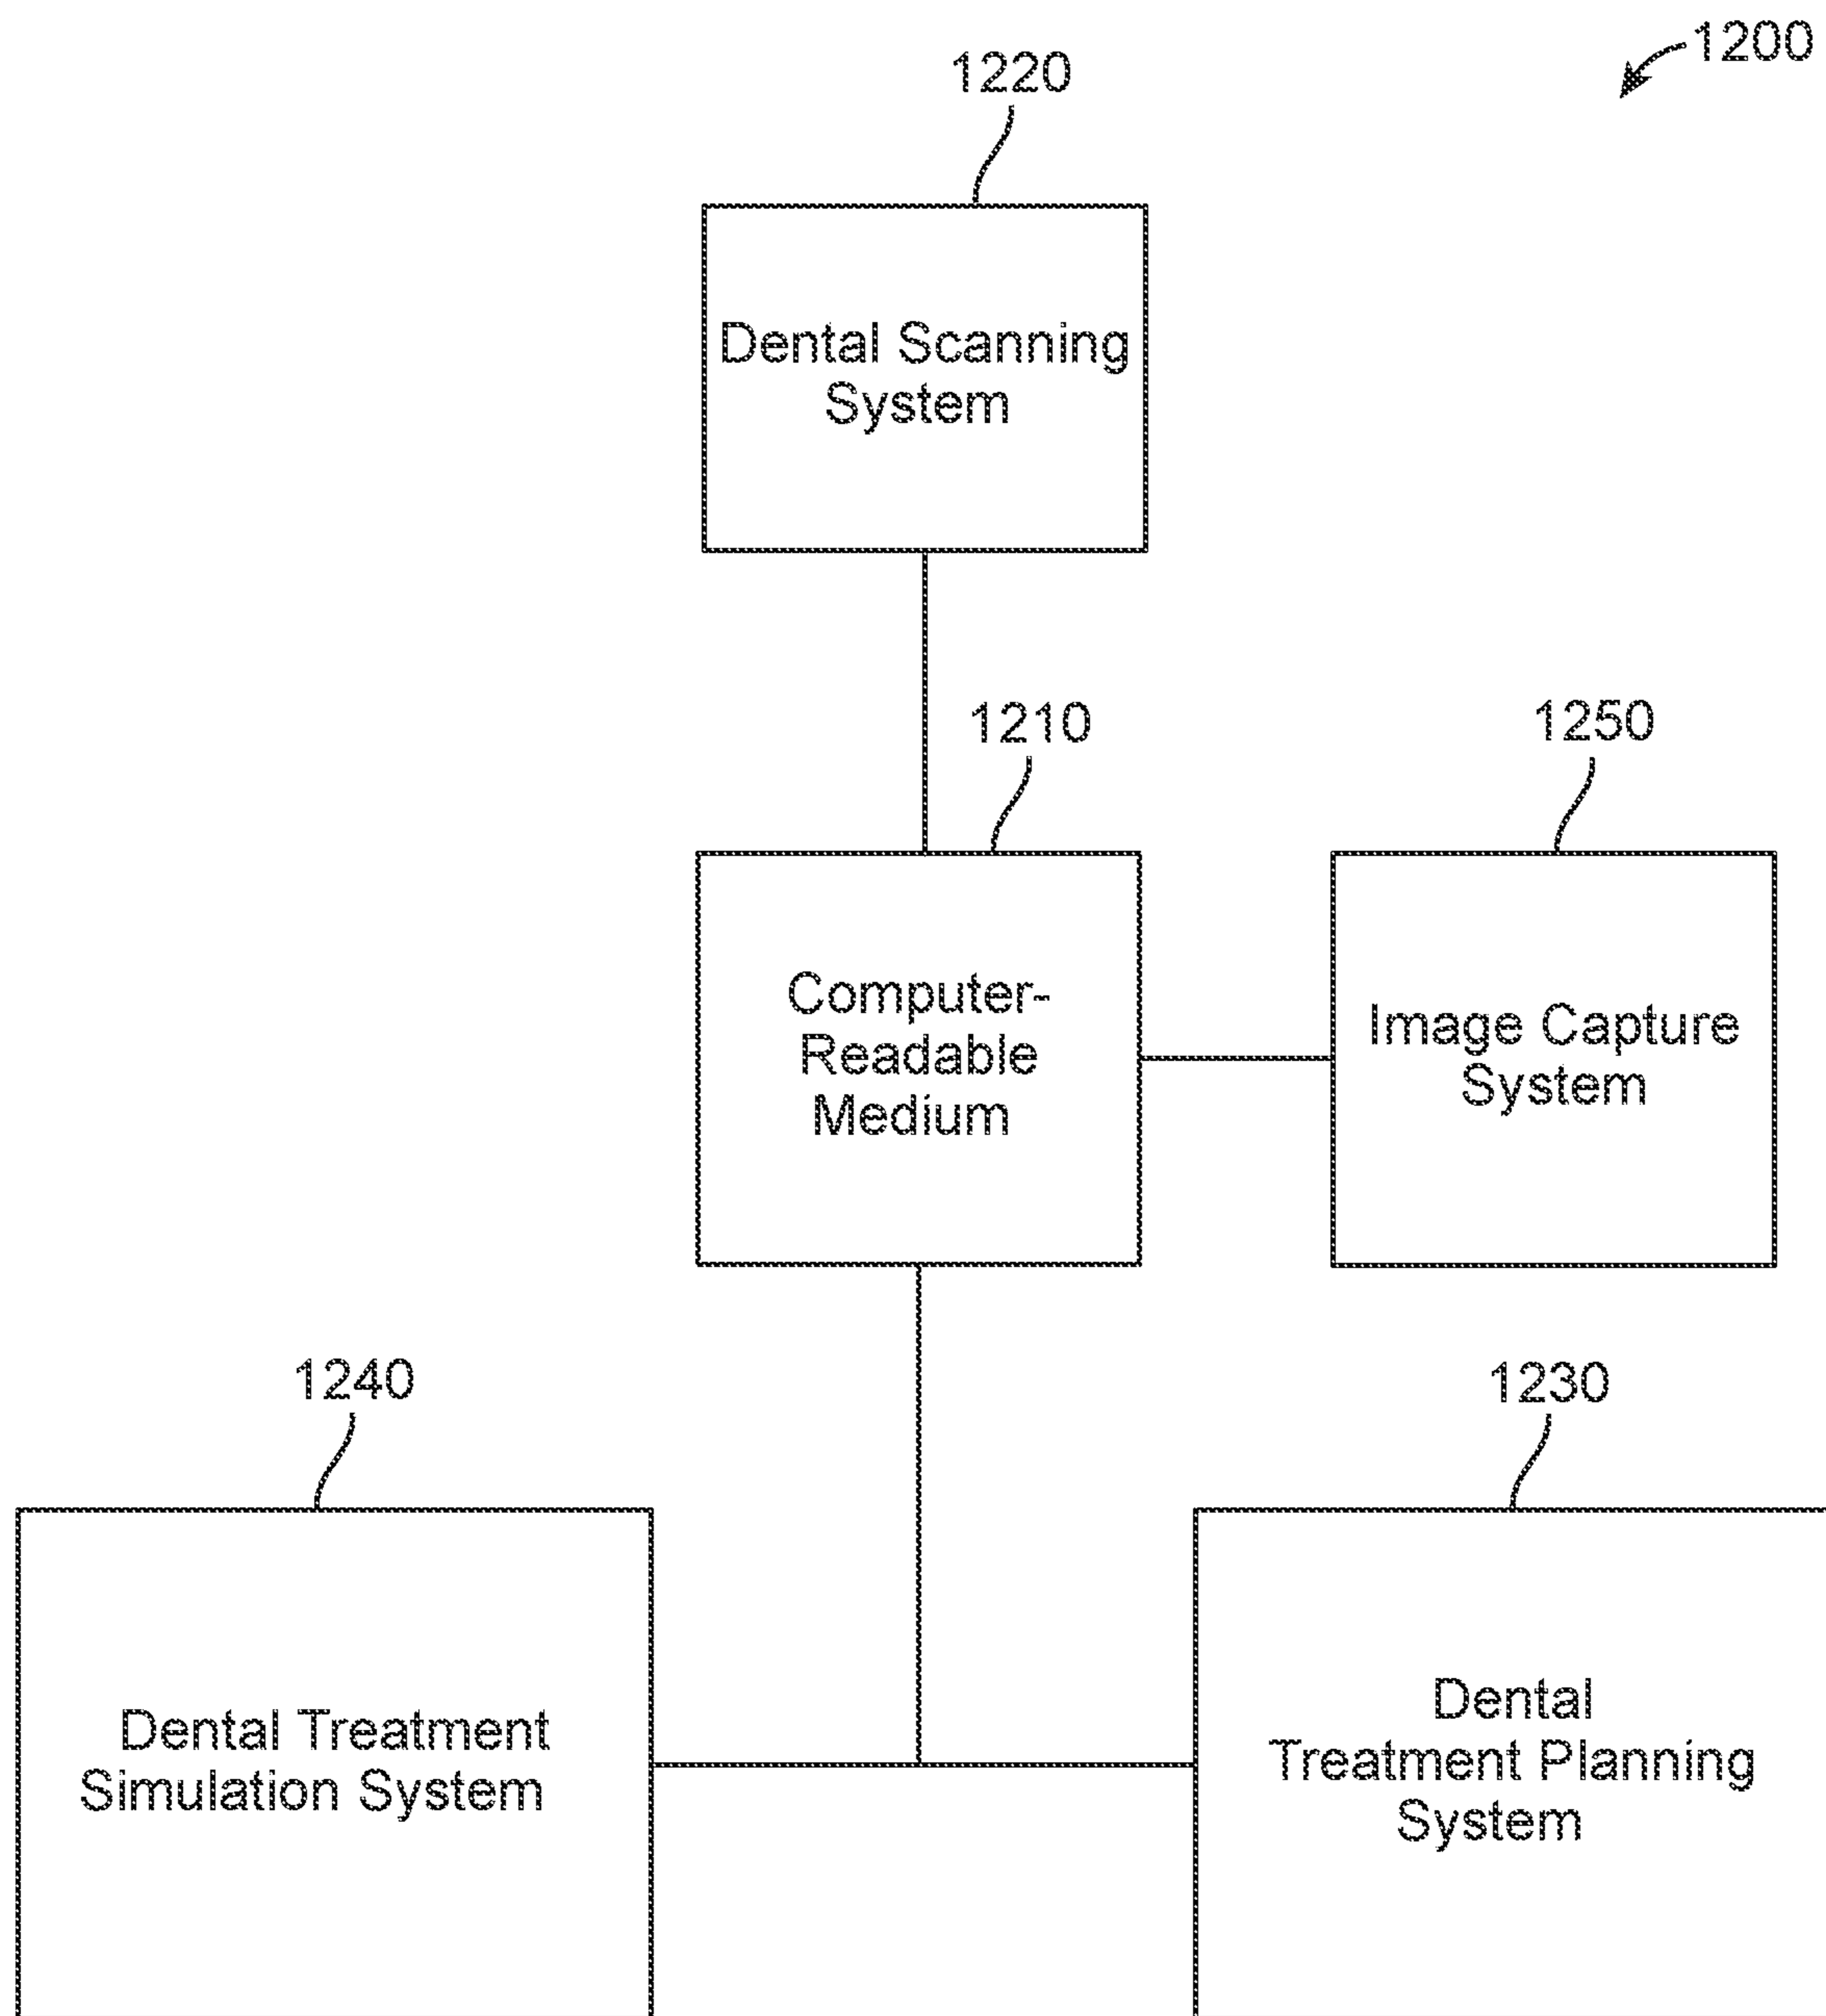 1200
1220
Dental Scanning
System
1210
1250
Computer-
Readable
Medium
Image Capture
System
1240
1230
Dental Treatment
Simulation System
Dental
Treatment Planning
System